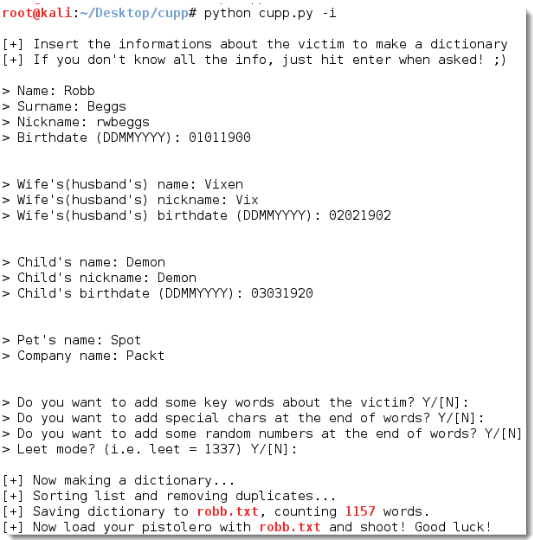 root@kali:~/Desktop/cupp# python cupp.py -i
[+] Insert the informations about the victim to make a dictionary
[+] If you don't know all the info, just hit enter when asked! ;)
> Name: Robb
> Surname: Beggs
> Nickname: rwbeggs
> Birthdate (DDMMYYYY): 01011900
> Wife's(husband's) name: Vixen
> Wife's(husband's) nickname: Vix
> Wife's(husband's) birthdate (DDMMYYYY): 02021902
> Child's name: Demon
> Child's nickname: Demon
> Child's birthdate (DDMMYYYY): 03031920
> Pet's name: Spot
> Company name: Packt
> Do you want to add some key words about the victim? Y/[N]:
> Do you want to add special chars at the end of words? Y/[N]:
> Do you want to add some random numbers at the end of words? Y/[N]
> Leet mode? (i.e. leet = 1337) Y/[N]:
[+] Now making a dictionary...
[+] Sorting list and removing duplicates...
[+] Saving dictionary to robb.txt, counting 1157 words.
[+] Now load your pistolero with robb.txt and shoot! Good luck!